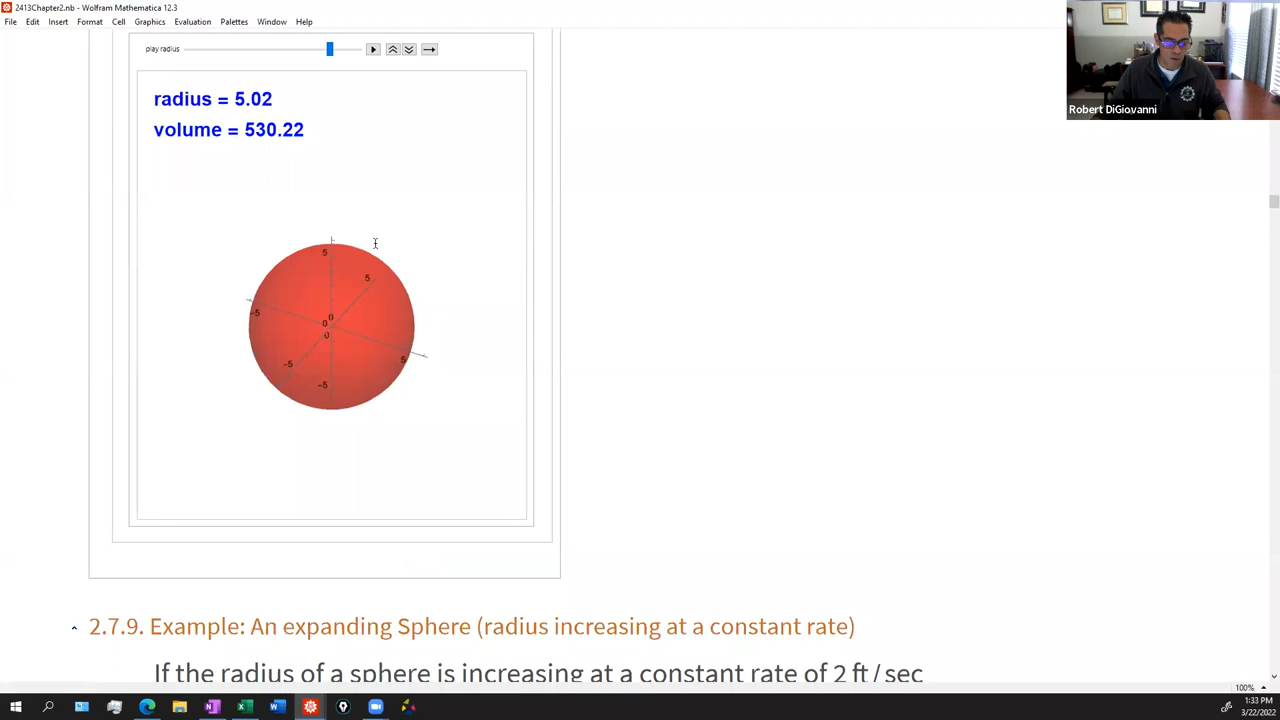 2413Chapter2.nb - Wolfram Mathematica 12.3
File Edit Insert Format Cell Graphics Evaluation Palettes Window Help
play radius
radius = 5.02
volume = 530.22
5
5
-5
0
0
0
-5
5
-5
Robert DiGiovanni
2.7.9. Example: An expanding Sphere (radius increasing at a constant rate)
If the radius of a sphere is increasing at a constant rate of 2 ft / sec
100%
1:33 PM
3/22/2022